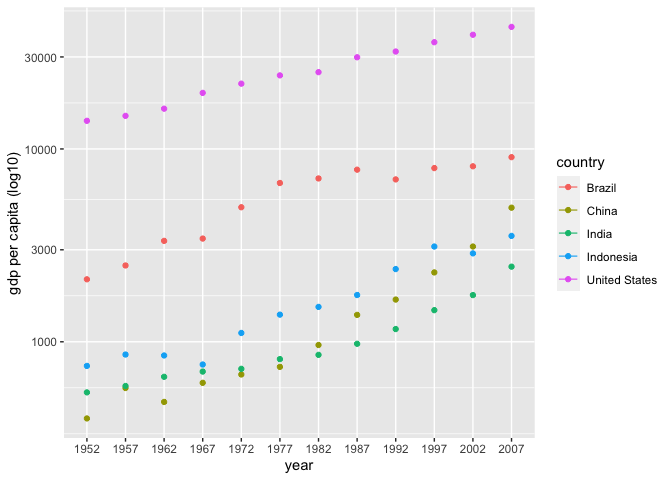 30000
10000
3000
1000
gdp per capita (log10)
1952 1957 1962 1967 1972 1977 1982 1987 1992 1997 2002 2007
year
country
Brazil
China
India
Indonesia
United States